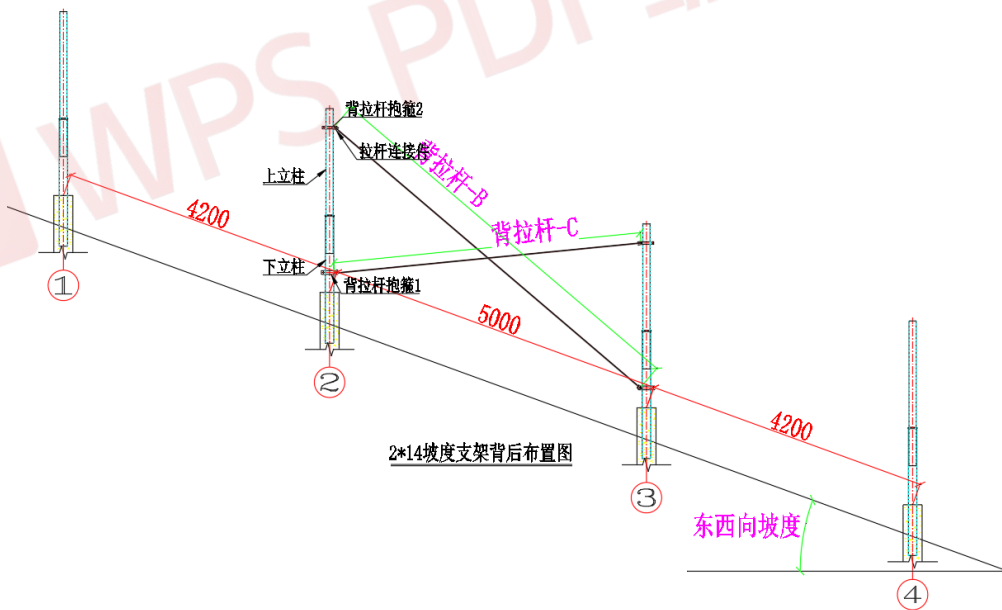 WPS PDF
背拉杆抱箍2
拉杆连接件
背拉杆-B
上立柱
4200
背拉杆-C
下立柱
背拉杆抱箍1
①
5000
②
4200
2*14坡度支架背后布置图
③
东西向坡度
④